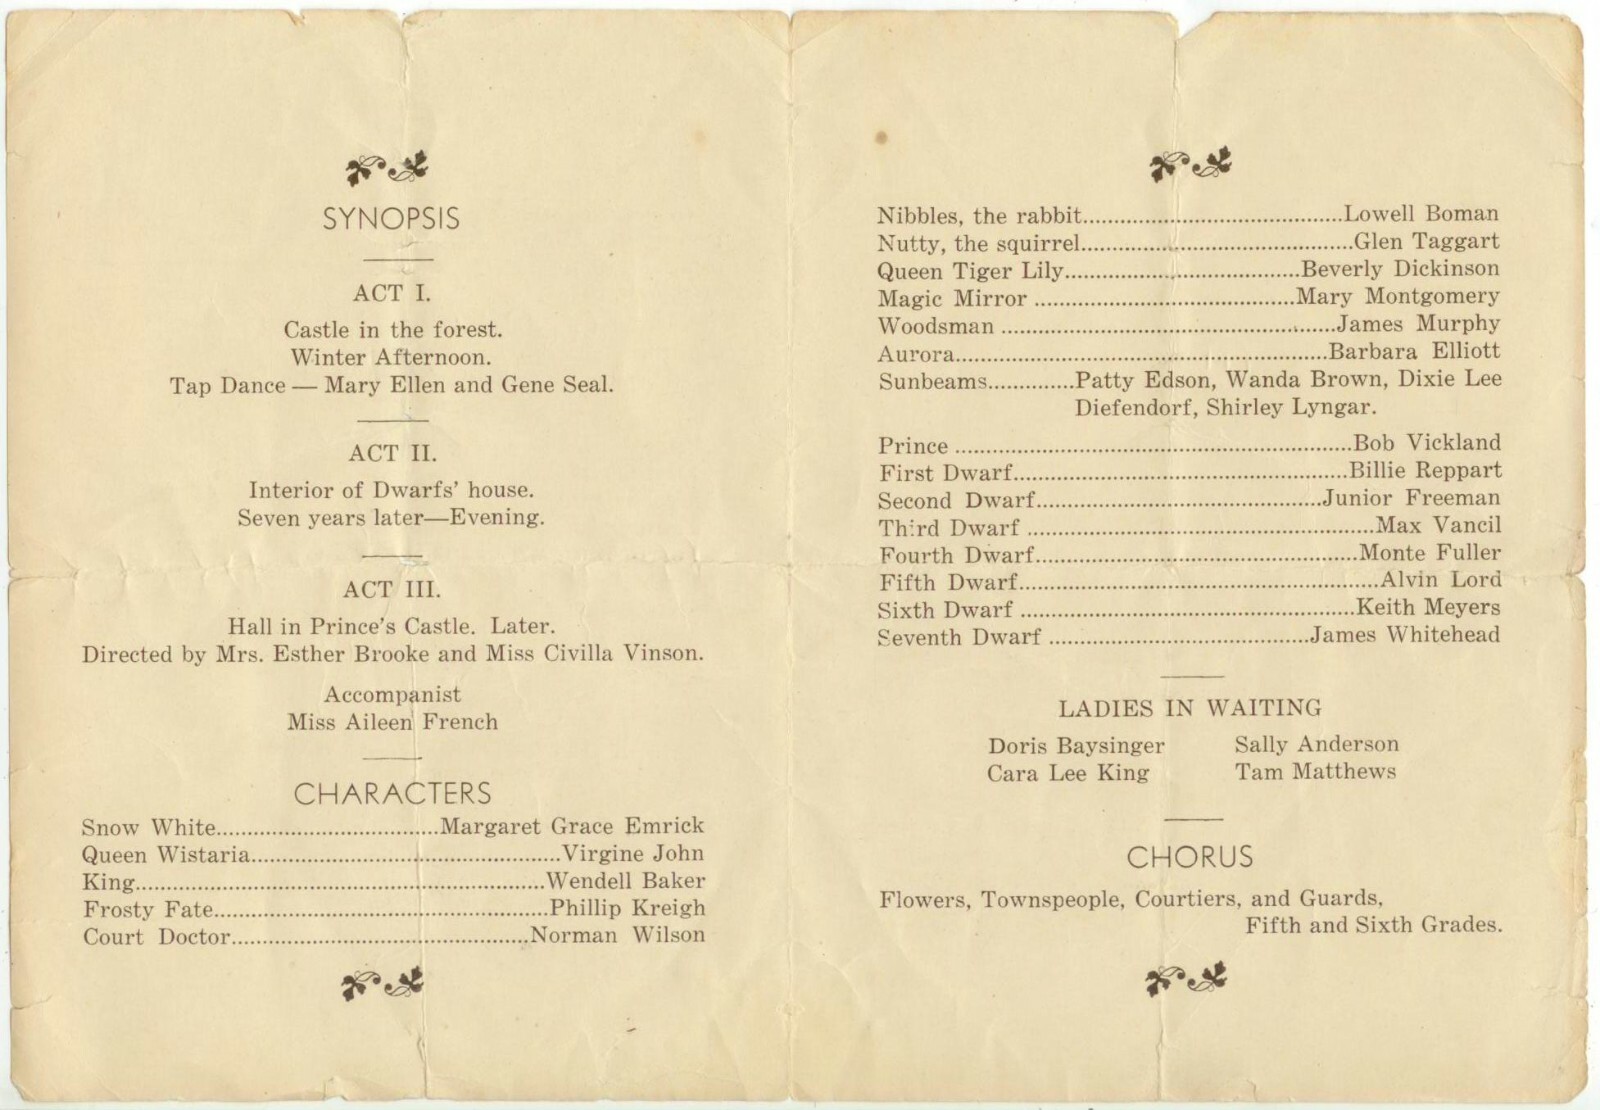 SYNOPSIS
ACT I.
Castle in the forest.
Winter Afternoon.
Tap Dance — Mary Ellen and Gene Seal.
ACT II.
Interior of Dwarfs' house.
Seven years later—Evening.
ACT III.
Hall in Prince's Castle. Later.
Directed by Mrs. Esther Brooke and Miss Civilla Vinson.
Accompanist
Miss Aileen French
CHARACTERS
Snow White.....................................Margaret Grace Emrick
Queen Wistaria....................................................Virgine John
King....................................................................Wendell Baker
Frosty Fate........................................................Phillip Kreigh
Court Doctor.................................................Norman Wilson
Nibbles, the rabbit...........................................Lowell Boman
Nutty, the squirrel.............................................Glen Taggart
Queen Tiger Lily.......................................Beverly Dickinson
Magic Mirror ...........................................Mary Montgomery
Woodsman .......................................................James Murphy
Aurora.............................................................Barbara Elliott
Sunbeams..............Patty Edson, Wanda Brown, Dixie Lee
Diefendorf, Shirley Lyngar.
Prince ..................................................................Bob Vickland
First Dwarf.......................................................Billie Reppart
Second Dwarf...............................................Junior Freeman
Third Dwarf .........................................................Max Vancil
Fourth Dwarf.....................................................Monte Fuller
Fifth Dwarf............................................................Alvin Lord
Sixth Dwarf .......................................................Keith Meyers
Seventh Dwarf ...........................................James Whitehead
LADIES IN WAITING
Doris Baysinger Sally Anderson
Cara Lee King Tam Matthews
CHORUS
Flowers, Townspeople, Courtiers, and Guards,
Fifth and Sixth Grades.